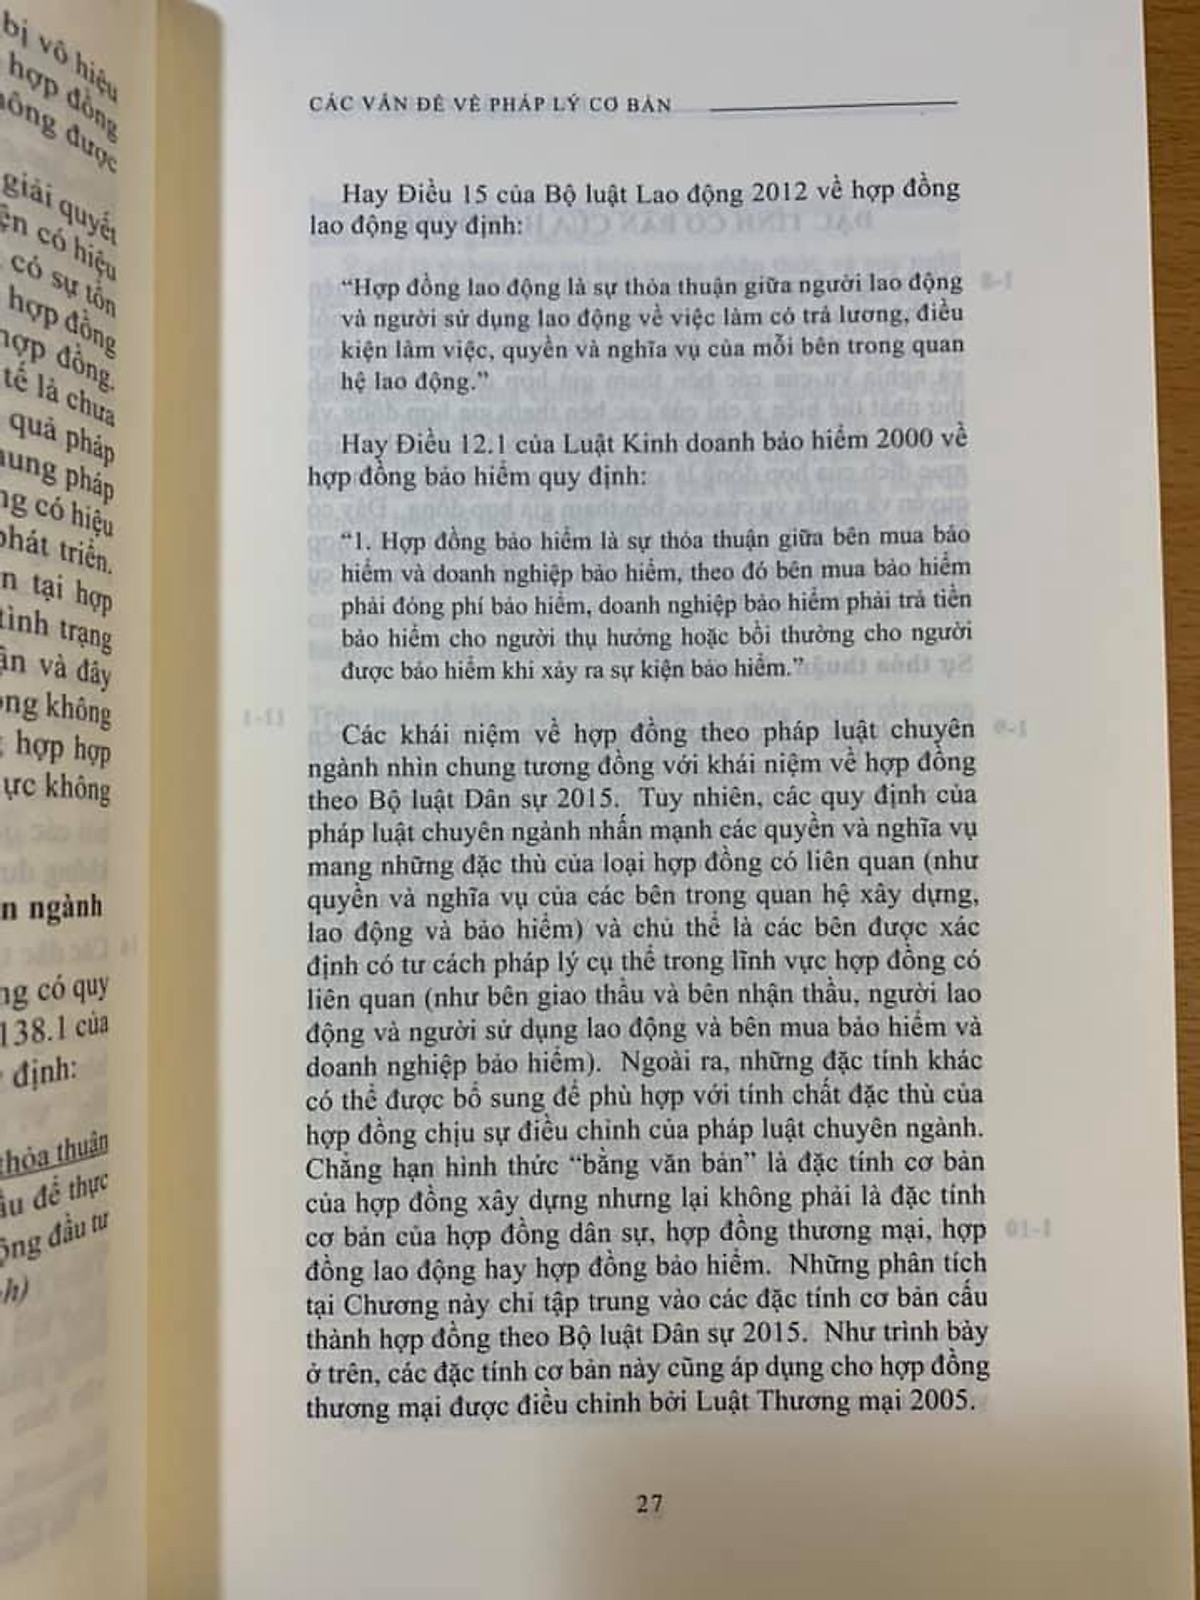 bị vô hiệu
hợp đồng
được
giải quyết
có hiệu
có sự tồn
hợp đồng
hợp đồng.
tế là chưa
quả pháp
pháp
có hiệu
phát triển.
tại hợp
tình trạng
và đây
không
hợp hợp
không
ngành
có quy
138.1 của
định:
thỏa thuận
để thực
đầu tư
CÁC VẤN ĐỀ VỀ PHÁP LÝ CƠ BẢN
Hay Điều 15 của Bộ luật Lao động 2012 về hợp đồng
lao động quy định:
“Hợp đồng lao động là sự thỏa thuận giữa người lao động
và người sử dụng lao động về việc làm có trả lương, điều
kiện làm việc, quyền và nghĩa vụ của mỗi bên trong quan
hệ lao động.”
Hay Điều 12.1 của Luật Kinh doanh bảo hiểm 2000 về
hợp đồng bảo hiểm quy định:
“1. Hợp đồng bảo hiểm là sự thỏa thuận giữa bên mua bảo
hiểm và doanh nghiệp bảo hiểm, theo đó bên mua bảo hiểm
phải đóng phí bảo hiểm, doanh nghiệp bảo hiểm phải trả tiền
bảo hiểm cho người thụ hưởng hoặc bồi thường cho người
được bảo hiểm khi xảy ra sự kiện bảo hiểm.”
Các khái niệm về hợp đồng theo pháp luật chuyên
ngành nhìn chung tương đồng với khái niệm về hợp đồng
theo Bộ luật Dân sự 2015. Tuy nhiên, các quy định của
pháp luật chuyên ngành nhấn mạnh các quyền và nghĩa vụ
mang những đặc thù của loại hợp đồng có liên quan (như
quyền và nghĩa vụ của các bên trong quan hệ xây dựng,
lao động và bảo hiểm) và chủ thể là các bên được xác
định có tư cách pháp lý cụ thể trong lĩnh vực hợp đồng có
liên quan (như bên giao thầu và bên nhận thầu, người lao
động và người sử dụng lao động và bên mua bảo hiểm và
doanh nghiệp bảo hiểm). Ngoài ra, những đặc tính khác
có thể được bổ sung để phù hợp với tính chất đặc thù của
hợp đồng chịu sự điều chỉnh của pháp luật chuyên ngành.
Chẳng hạn hình thức “bằng văn bản” là đặc tính cơ bản
của hợp đồng xây dựng nhưng lại không phải là đặc tính
cơ bản của hợp đồng dân sự, hợp đồng thương mại, hợp
đồng lao động hay hợp đồng bảo hiểm. Những phân tích
tại Chương này chỉ tập trung vào các đặc tính cơ bản cấu
thành hợp đồng theo Bộ luật Dân sự 2015. Như trình bày
ở trên, các đặc tính cơ bản này cũng áp dụng cho hợp đồng
thương mại được điều chỉnh bởi Luật Thương mại 2005.
27